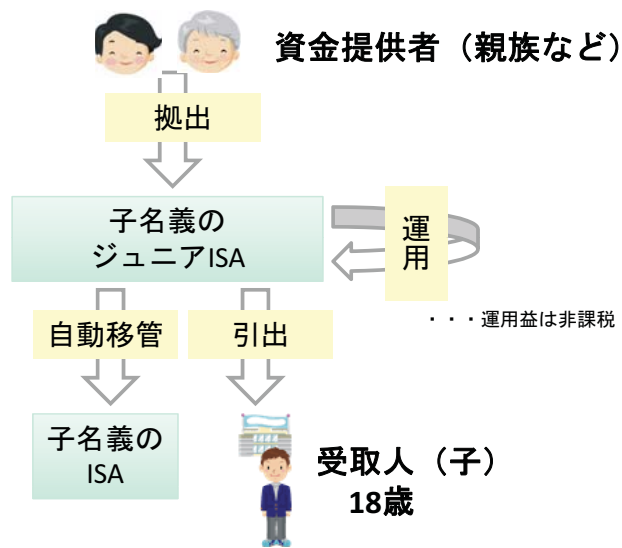 資金提供者（親族など）
拠出
子名義の
ジュニアISA
運
用
・・・運用益は非課税
自動移管
引出
子名義の
ISA
受取人（子）
18歳